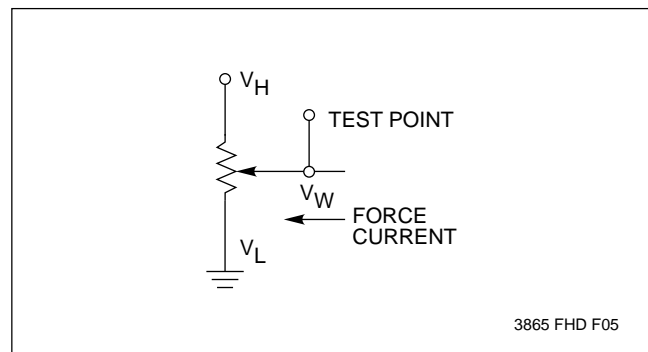 VH
TEST POINT
VW
FORCE
CURRENT
VL
3865 FHD F05